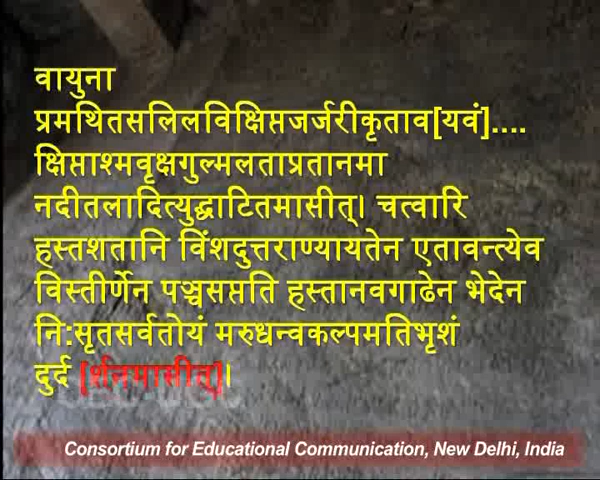 वायुना
प्रमथितसलिलविक्षिप्तजर्जरीकृताव[यवं]....
क्षिप्ताश्मवृक्षगुल्मलताप्रतानमा
नदीतलादित्युद्घाटितमासीत्। चत्वारि
हस्तशतानि विंशदुत्तराण्यायतेन एतावन्त्येव
विस्तीर्णेन पञ्चसप्तति हस्तानवगाढेन भेदेन
नि:सृतसर्वतोयं मरुधन्वकल्पमतिभृशं
दुर्द [र्शनमासीत्]।
Consortium for Educational Communication, New Delhi, India